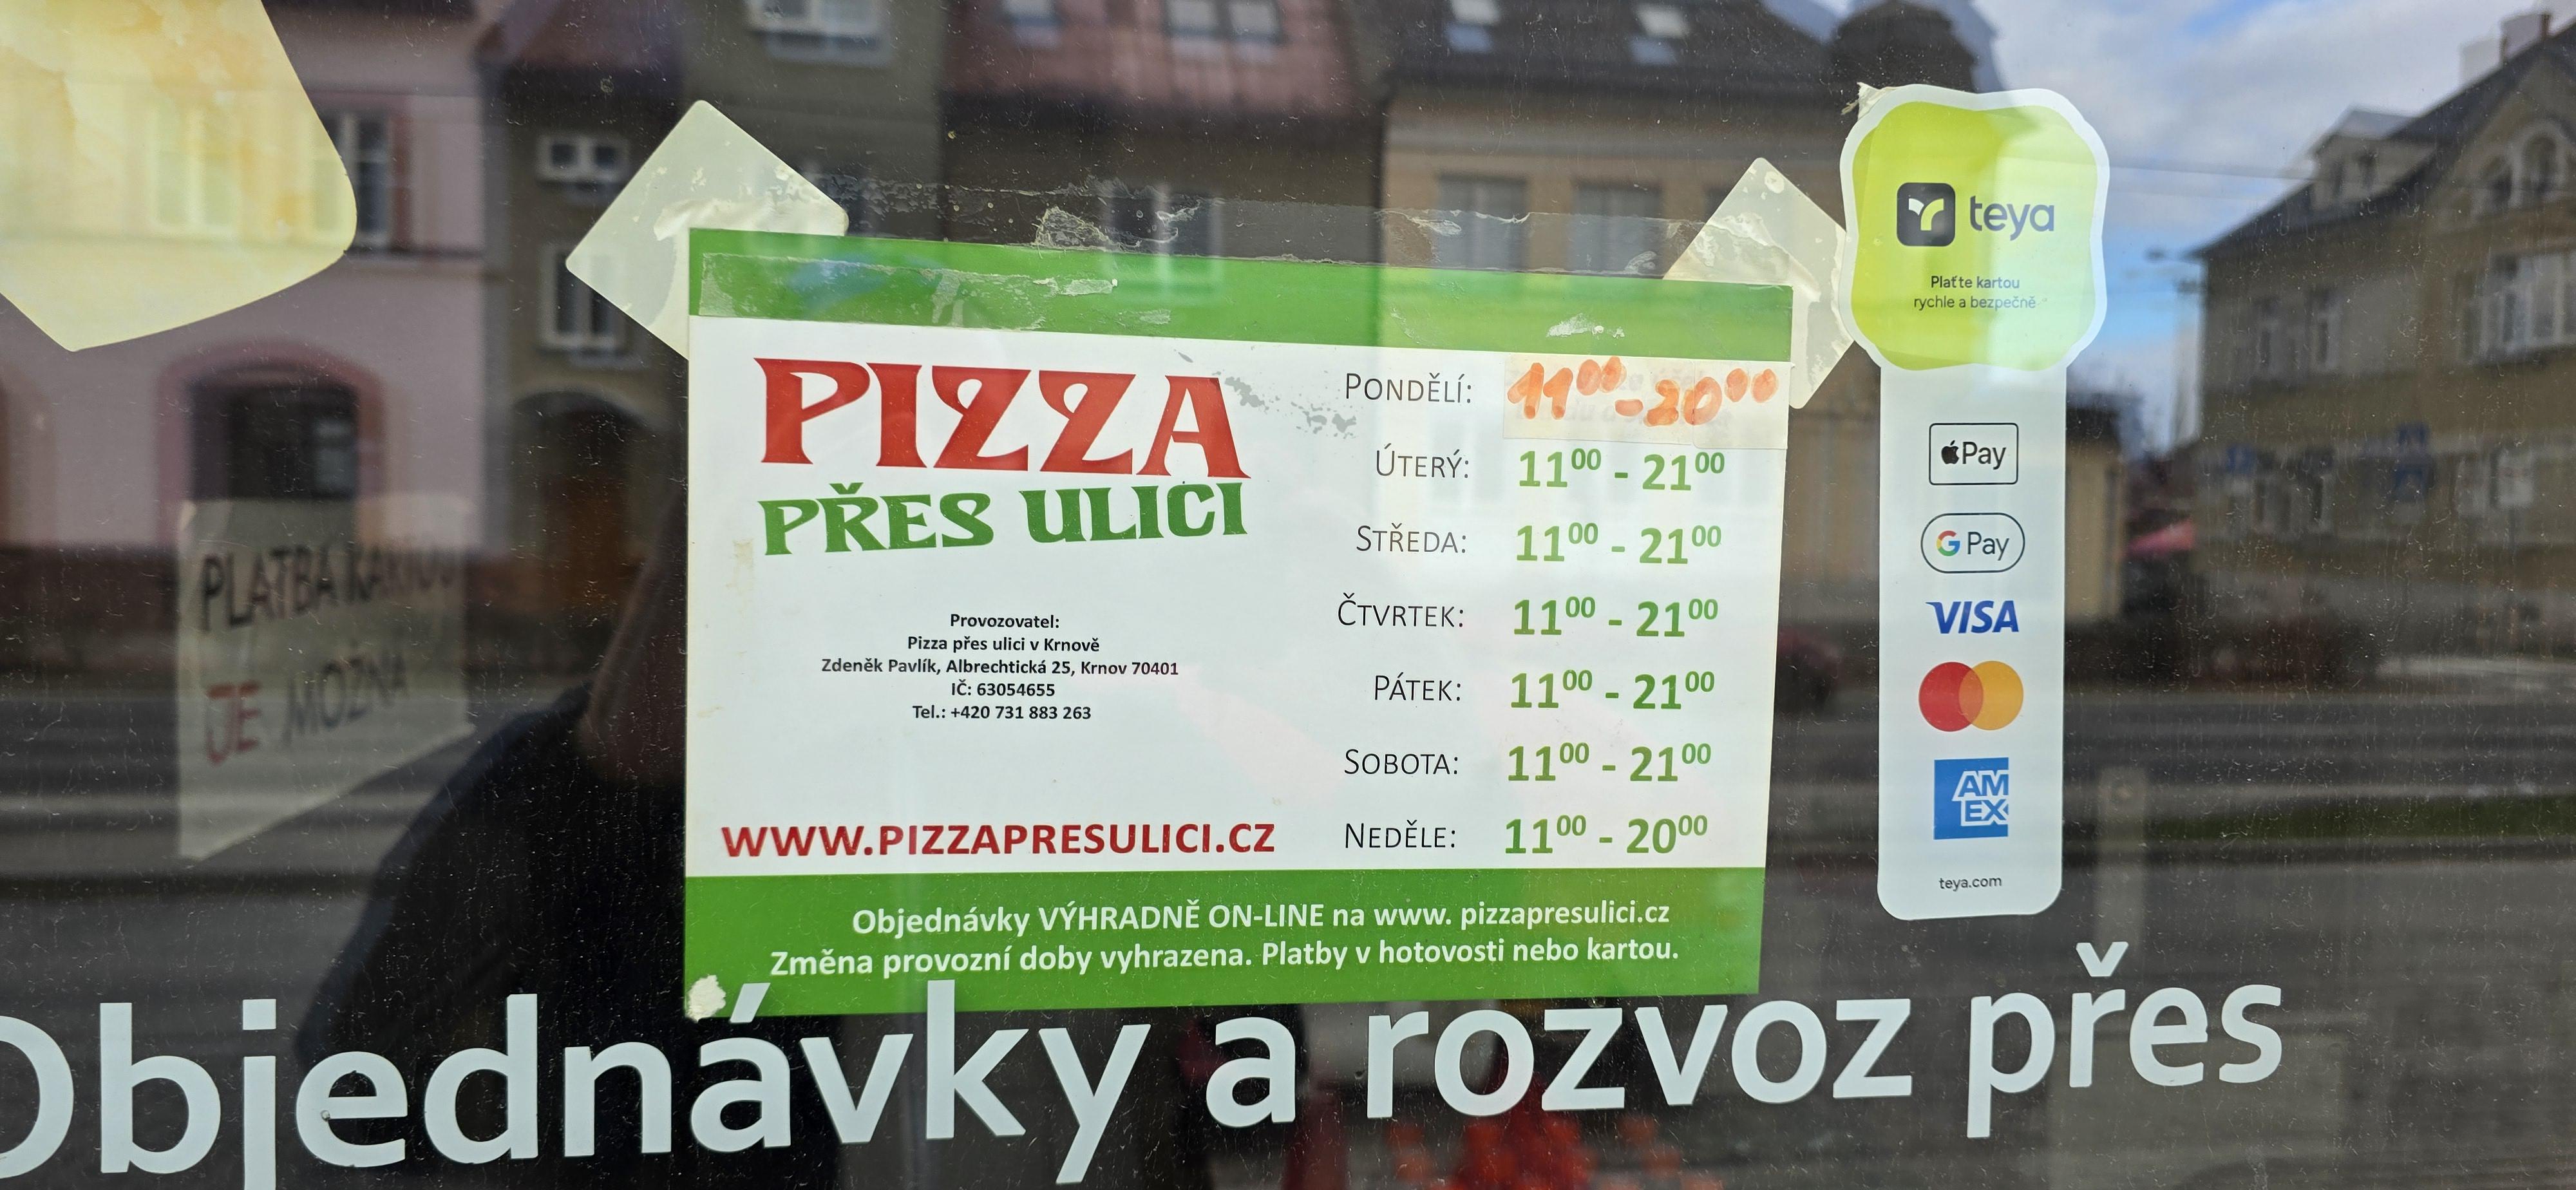 teya
Plaťte kartou
rychle a bezpečně
Pay
G Pay
VISA
AM
EX
teya.com
PIZZA
PŘES ULICI
Provozovatel:
Pizza přes ulici v Krnově
Zdeněk Pavlík, Albrechtická 25, Krnov 70401
IČ: 63054655
Tel.: +420 731 883 263
WWW.PIZZAPRESULICI.CZ
PONDĚLÍ: 11⁰⁰ - 20⁰⁰
ÚTERÝ: 11⁰⁰ - 21⁰⁰
STŘEDA: 11⁰⁰ - 21⁰⁰
ČTVRTEK: 11⁰⁰ - 21⁰⁰
PÁTEK: 11⁰⁰ - 21⁰⁰
SOBOTA: 11⁰⁰ - 21⁰⁰
NEDĚLE: 11⁰⁰ - 20⁰⁰
Objednávky VÝHRADNĚ ON-LINE na www. pizzapresulici.cz
Změna provozní doby vyhrazena. Platby v hotovosti nebo kartou.
PLATBA KARTOU
JE MOŽNÁ
Objednávky a rozvoz přes